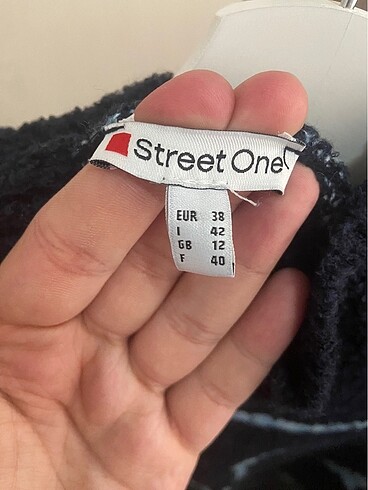 Street One
EUR 38
I 42
GB 12
F 40